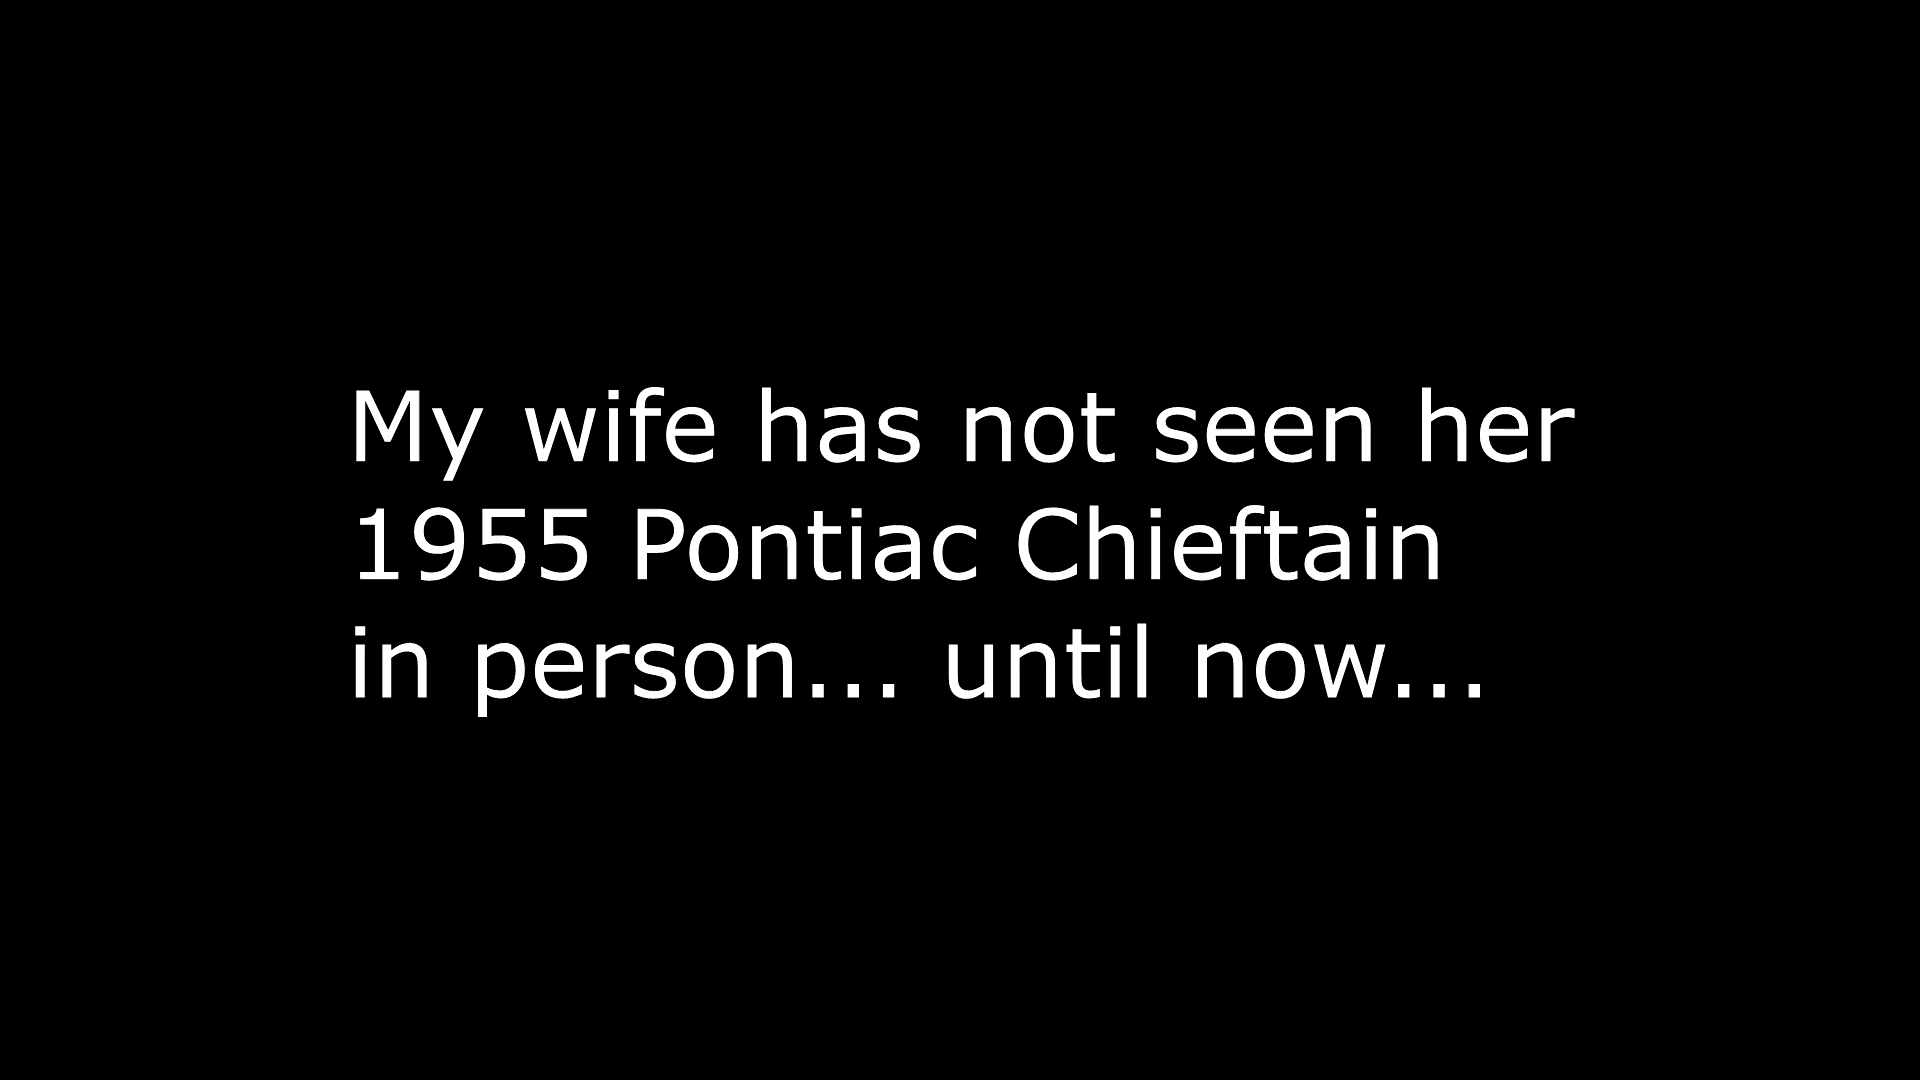 My wife has not seen her
1955 Pontiac Chieftain
in person... until now...